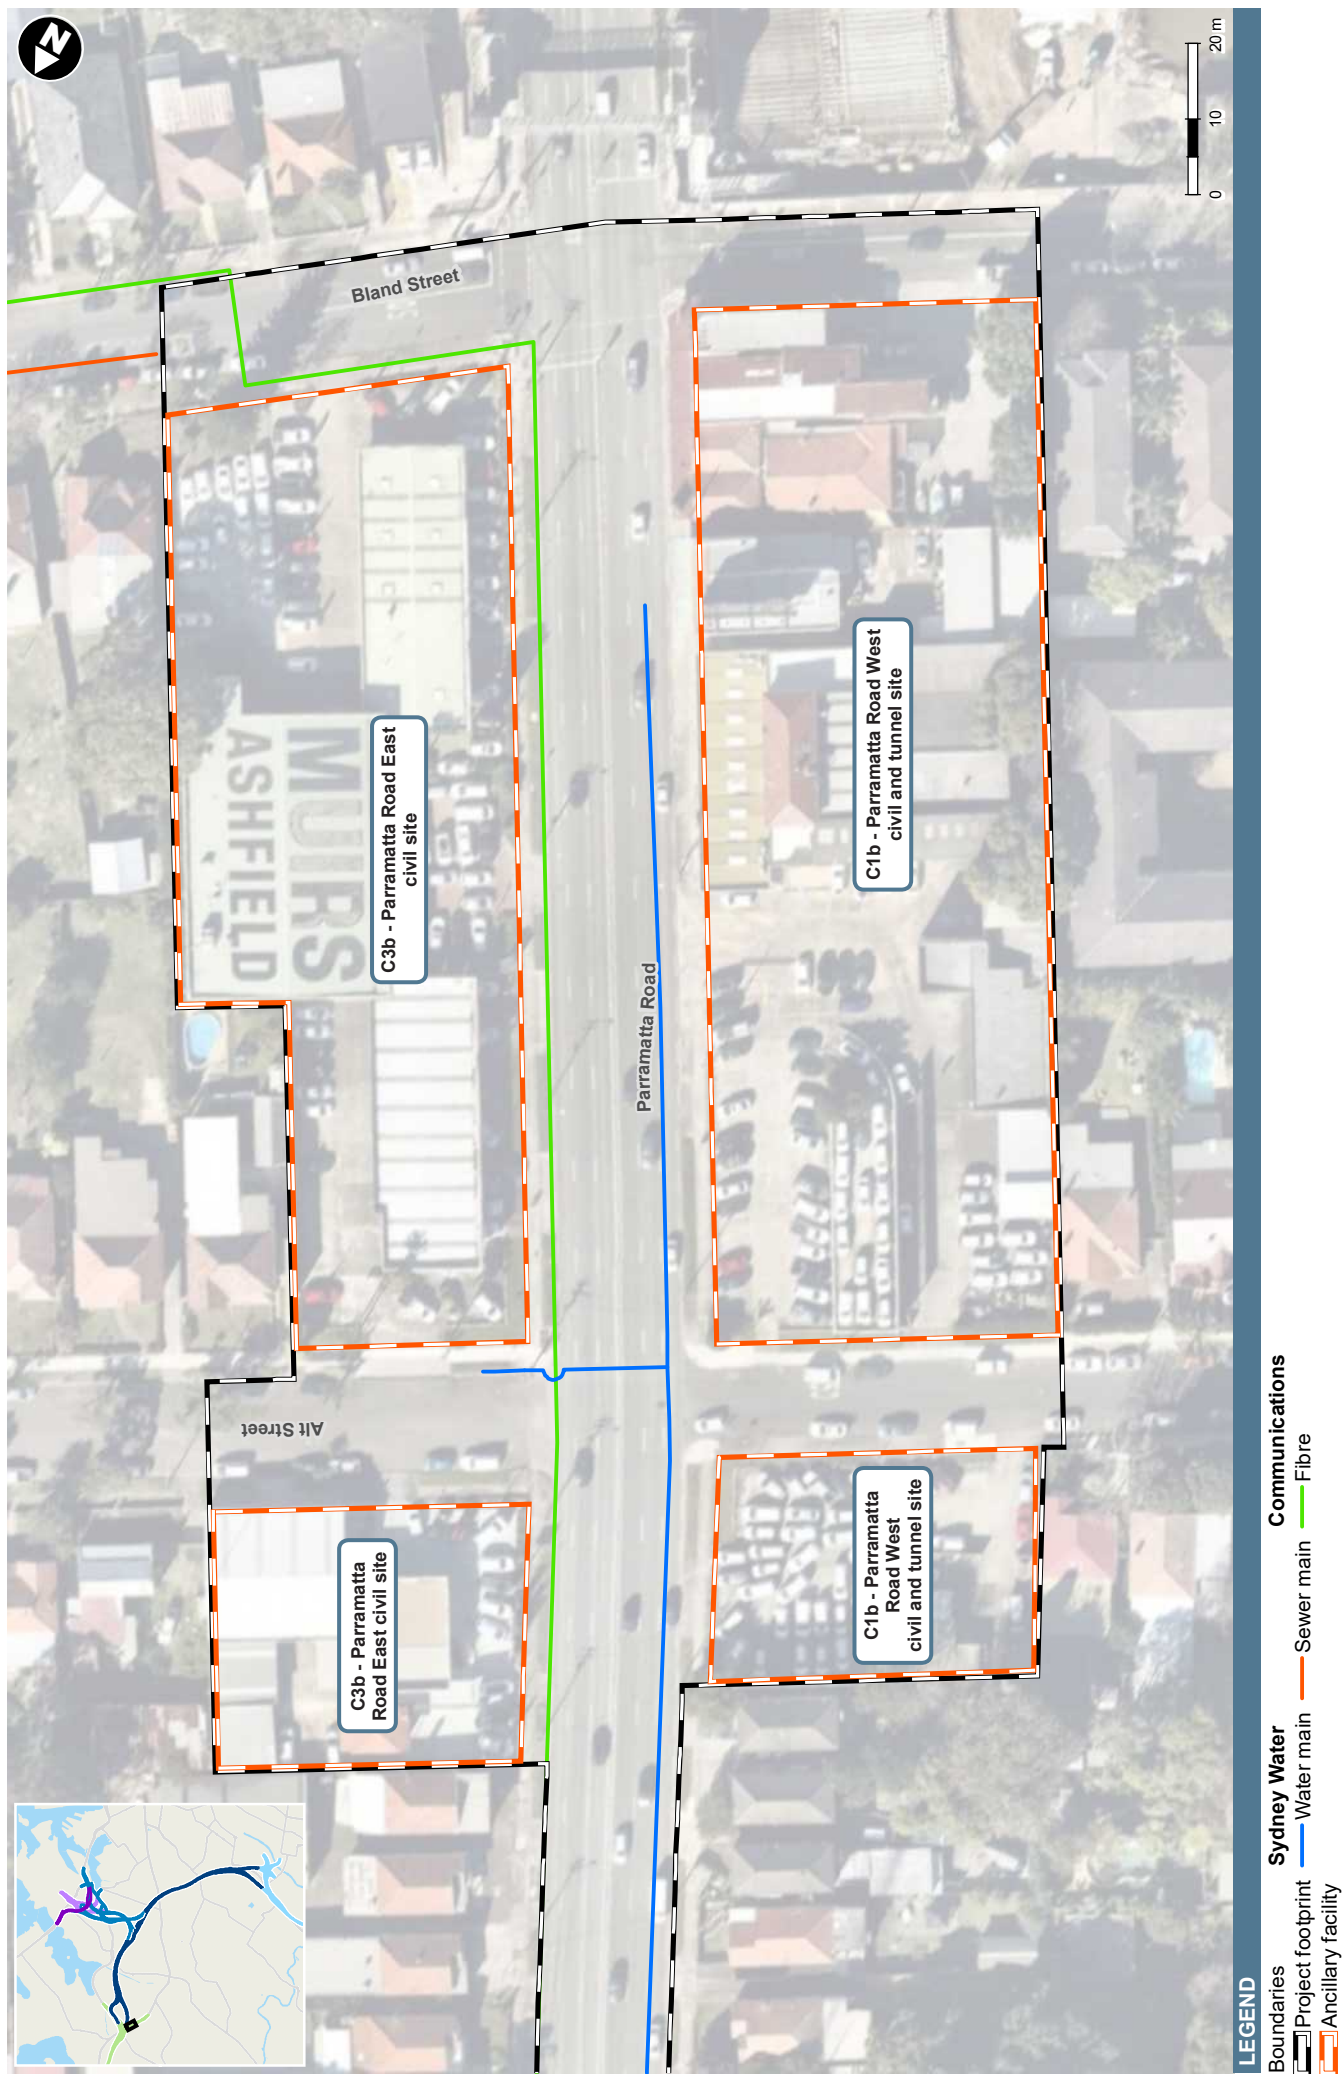 N
Bland Street
MUIRS
ASHFIELD
C3b - Parramatta Road East
civil site
C1b - Parramatta Road West
civil and tunnel site
Parramatta Road
Alt Street
C3b - Parramatta
Road East civil site
C1b - Parramatta
Road West
civil and tunnel site
0 10 20 m
LEGEND
Boundaries
Project footprint
Ancillary facility
Sydney Water
Water main
Sewer main
Communications
Fibre